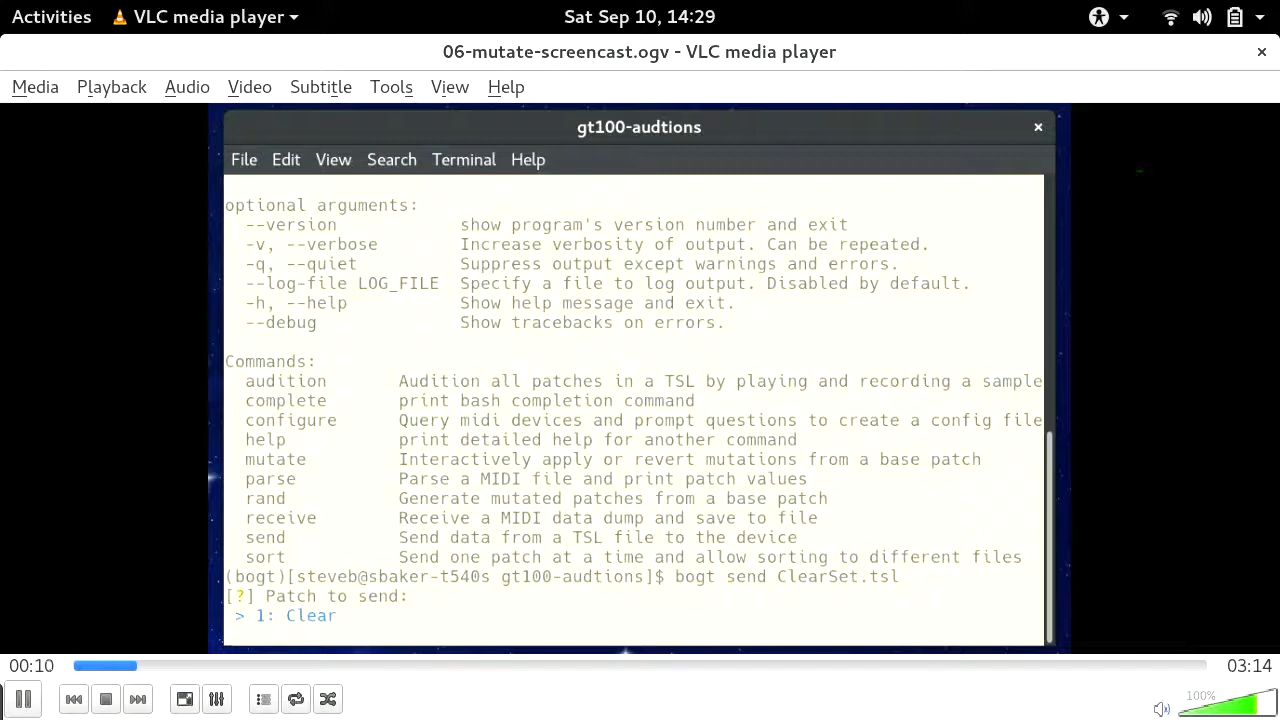 Activities VLC media player Sat Sep 10, 14:29
06-mutate-screencast.ogv - VLC media player ×
Media Playback Audio Video Subtitle Tools View Help
gt100-audtions ×
File Edit View Search Terminal Help
optional arguments:
--version show program's version number and exit
-v, --verbose Increase verbosity of output. Can be repeated.
-q, --quiet Suppress output except warnings and errors.
--log-file LOG_FILE Specify a file to log output. Disabled by default.
-h, --help Show help message and exit.
--debug Show tracebacks on errors.
Commands:
audition Audition all patches in a TSL by playing and recording a sample
complete print bash completion command
configure Query midi devices and prompt questions to create a config file
help print detailed help for another command
mutate Interactively apply or revert mutations from a base patch
parse Parse a MIDI file and print patch values
rand Generate mutated patches from a base patch
receive Receive a MIDI data dump and save to file
send Send data from a TSL file to the device
sort Send one patch at a time and allow sorting to different files
(bogt)[steveb@sbaker-t540s gt100-audtions]$ bogt send ClearSet.tsl
[?] Patch to send:
> 1: Clear
00:10 03:14
100%